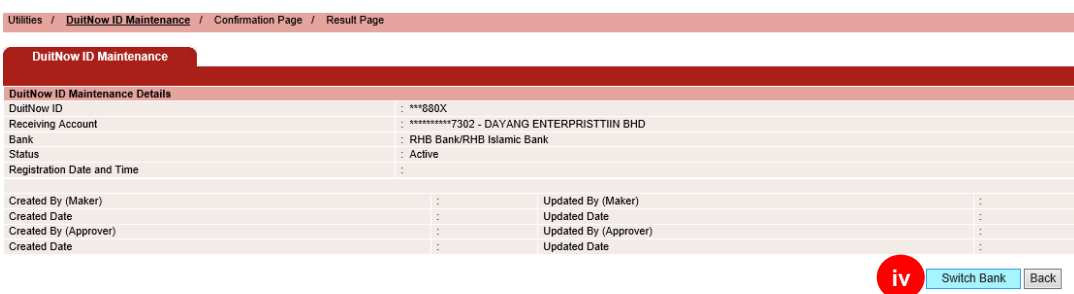 Utilities / DuitNow ID Maintenance / Confirmation Page / Result Page
DuitNow ID Maintenance
DuitNow ID Maintenance Details
DuitNow ID : ***880X
Receiving Account : **********7302 - DAYANG ENTERPRISTTIIN BHD
Bank : RHB Bank/RHB Islamic Bank
Status : Active
Registration Date and Time :
Created By (Maker) : Updated By (Maker) :
Created Date : Updated Date :
Created By (Approver) : Updated By (Approver) :
Created Date : Updated Date :
iv Switch Bank Back